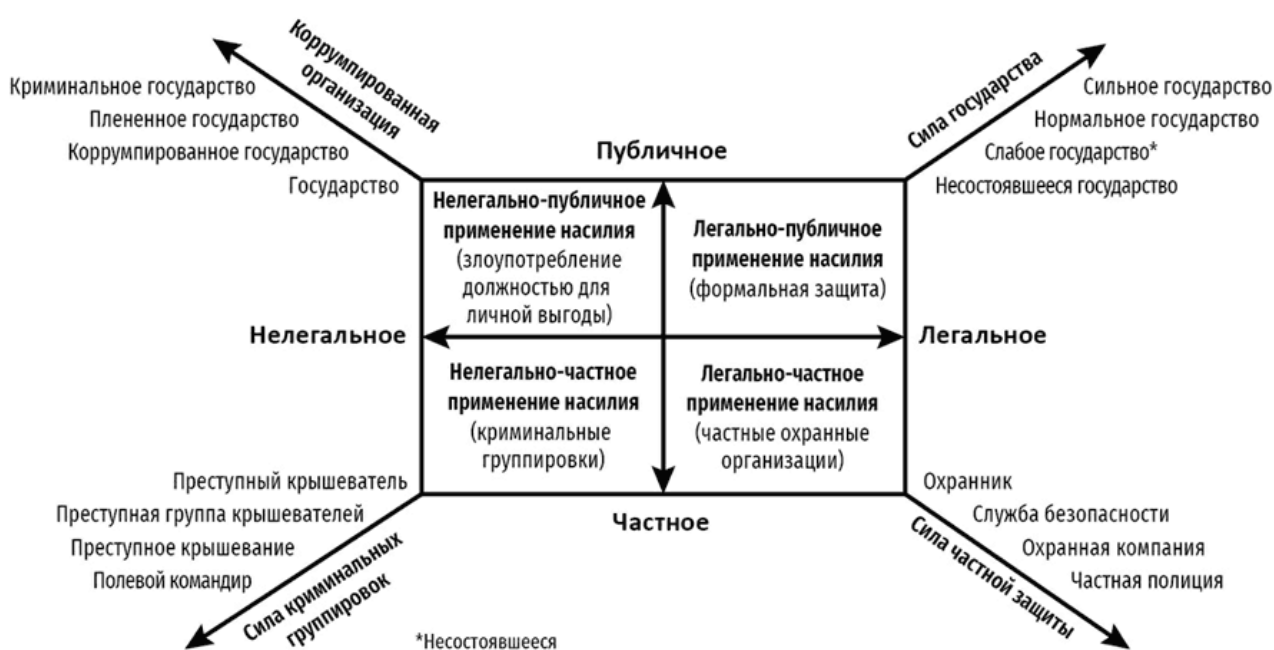 Коррумпированная
организация
Криминальное государство
Плененное государство
Коррумпированное государство
Государство
Сила государства
Сильное государство
Нормальное государство
Слабое государство*
Несостоявшееся государство
Публичное
Нелегально-публичное
применение насилия
(злоупотребление
должностью для
личной выгоды)
Легально-публичное
применение насилия
(формальная защита)
Нелегальное
Легальное
Нелегально-частное
применение насилия
(криминальные
группировки)
Легально-частное
применение насилия
(частные охранные
организации)
Частное
Преступный крышеватель
Преступная группа крышевателей
Преступное крышевание
Полевой командир
Сила криминальных
группировок
Охранник
Служба безопасности
Охранная компания
Частная полиция
Сила частной защиты
*Несостоявшееся